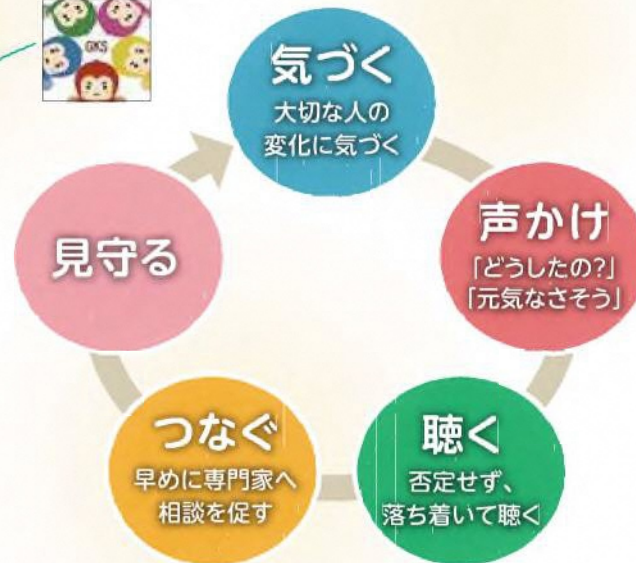 GKS
気づく
大切な人の
変化に気づく
声かけ
「どうしたの?」
「元気なさそう」
聴く
否定せず、
落ち着いて聴く
つなぐ
早めに専門家へ
相談を促す
見守る